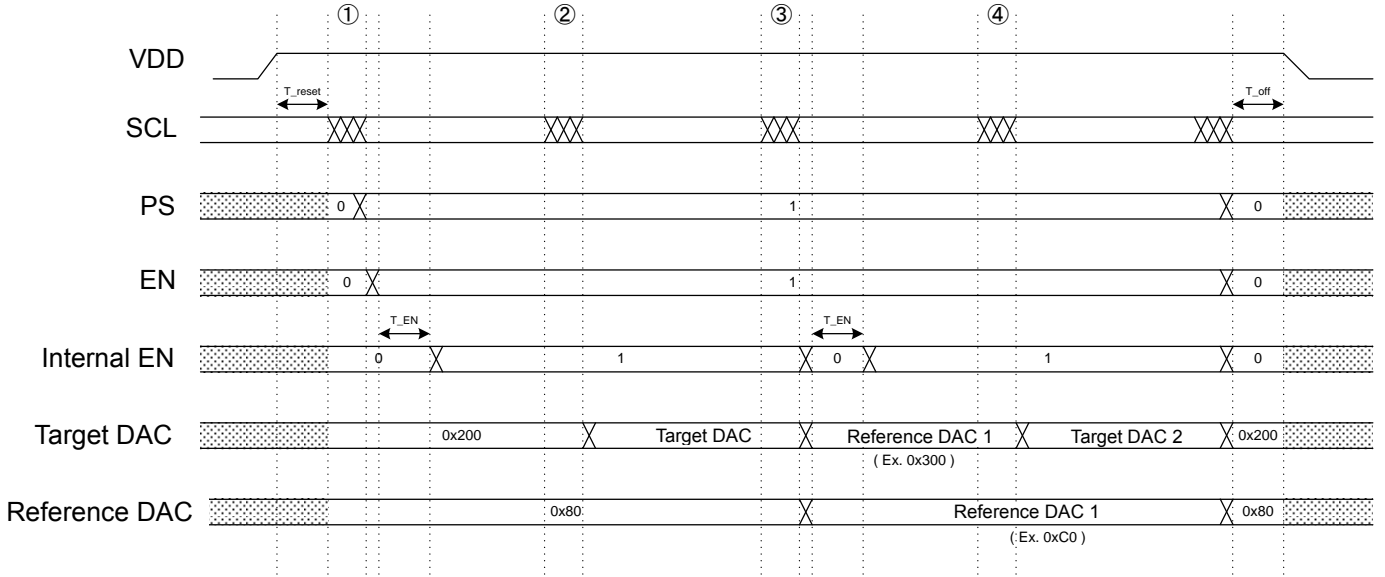 ① ② ③ ④
VDD
T_reset T_off
SCL
PS 0 1 0
EN 0 1 0
T_EN T_EN
Internal EN 0 1 0 1 0
Target DAC 0x200 Target DAC Reference DAC 1 Target DAC 2 0x200
( Ex. 0x300 )
Reference DAC 0x80 Reference DAC 1 0x80
( Ex. 0xC0 )